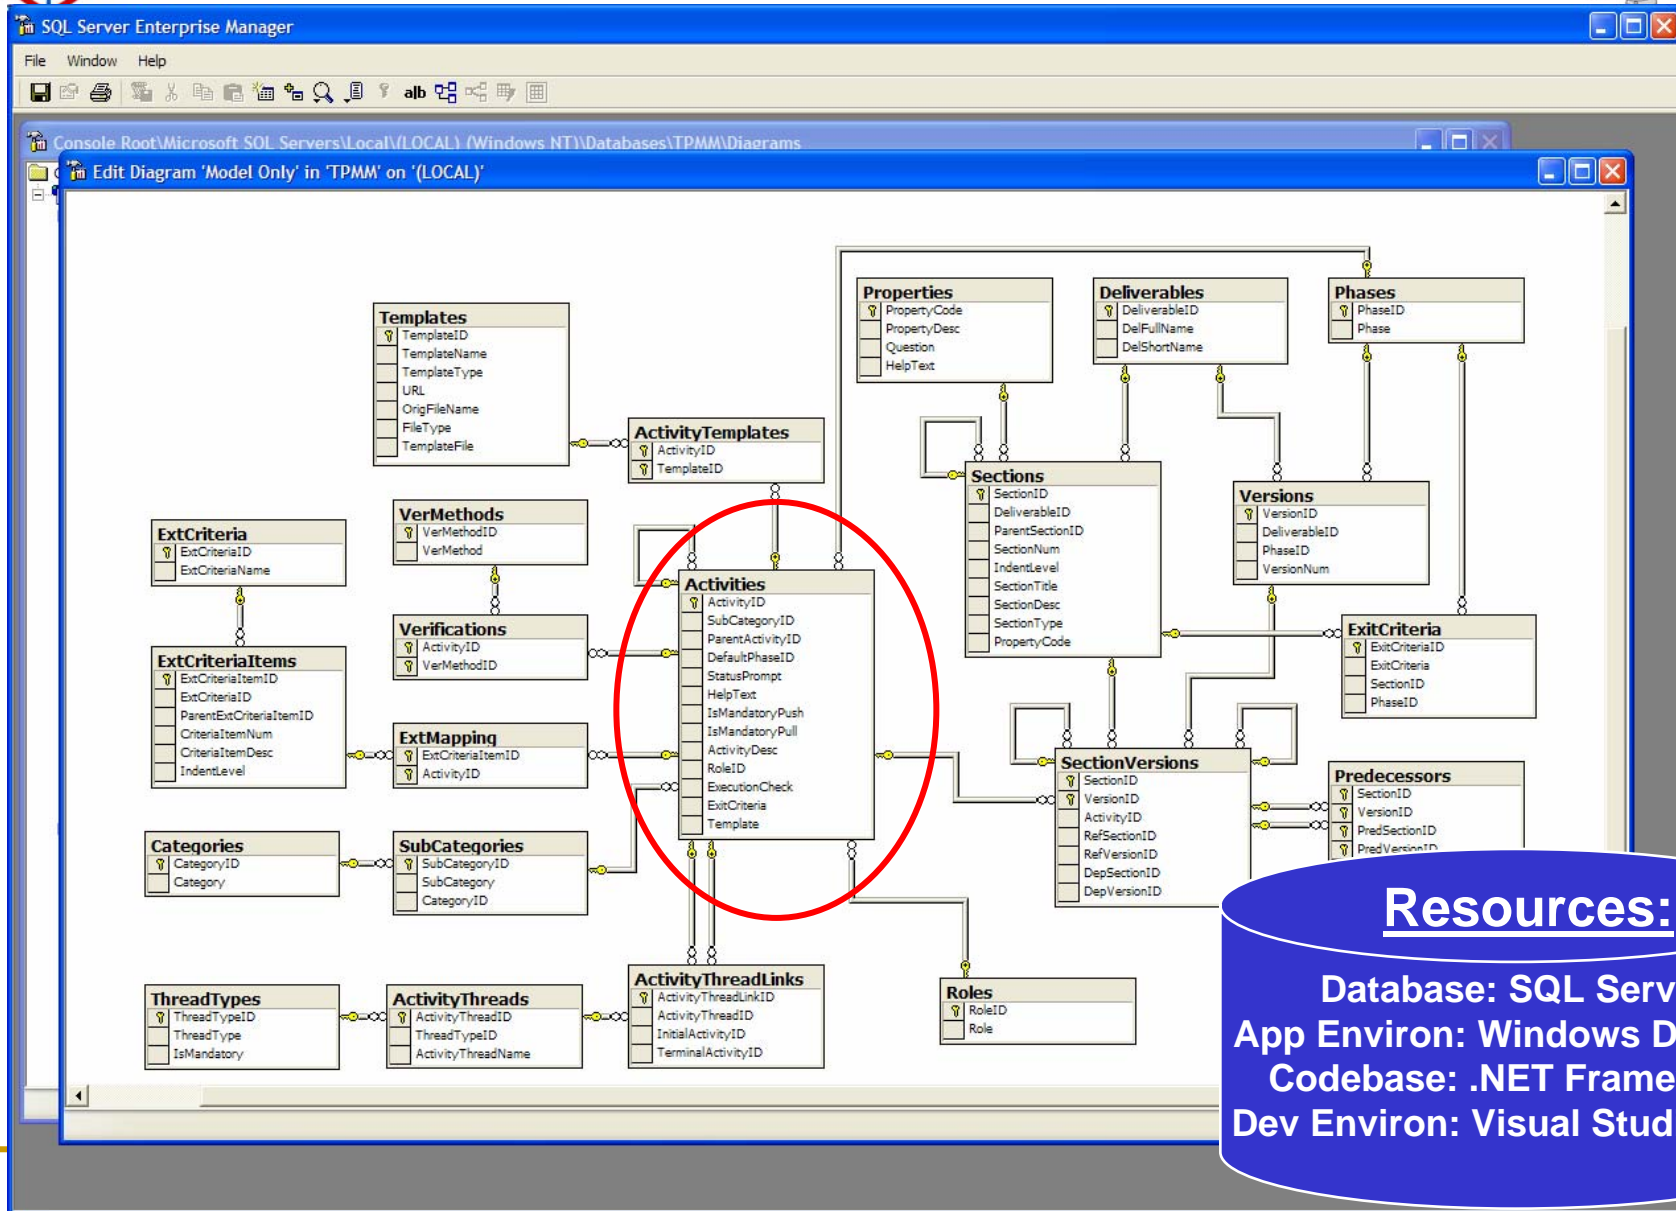 SQL Server Enterprise Manager
File Window Help
ab
Console Root\Microsoft SQL Servers\Local\(LOCAL) (Windows NT)\Databases\TPMM\Diagrams
Edit Diagram 'Model Only' in 'TPMM' on '(LOCAL)'
Templates
TemplateID
TemplateName
TemplateType
URL
OrigFileName
FileType
TemplateFile
ActivityTemplates
ActivityID
TemplateID
Properties
PropertyCode
PropertyDesc
Question
HelpText
Deliverables
DeliverableID
DelFullName
DelShortName
Phases
PhaseID
Phase
Sections
SectionID
DeliverableID
ParentSectionID
SectionNum
IndentLevel
SectionTitle
SectionDesc
SectionType
PropertyCode
Versions
VersionID
DeliverableID
PhaseID
VersionNum
ExtCriteria
ExtCriteriaID
ExtCriteriaName
VerMethods
VerMethodID
VerMethod
Verifications
ActivityID
VerMethodID
Activities
ActivityID
SubCategoryID
ParentActivityID
DefaultPhaseID
StatusPrompt
HelpText
IsMandatoryPush
IsMandatoryPull
ActivityDesc
RoleID
ExecutionCheck
ExitCriteria
Template
ExitCriteria
ExitCriteriaID
ExitCriteria
SectionID
PhaseID
ExtCriteriaItems
ExtCriteriaItemID
ExtCriteriaID
ParentExtCriteriaItemID
CriteriaItemNum
CriteriaItemDesc
IndentLevel
ExtMapping
ExtCriteriaItemID
ActivityID
SectionVersions
SectionID
VersionID
ActivityID
RefSectionID
RefVersionID
DepSectionID
DepVersionID
Predecessors
SectionID
VersionID
PredSectionID
PredVersionID
Categories
CategoryID
Category
SubCategories
SubCategoryID
SubCategory
CategoryID
ThreadTypes
ThreadTypeID
ThreadType
IsMandatory
ActivityThreads
ActivityThreadID
ThreadTypeID
ActivityThreadName
ActivityThreadLinks
ActivityThreadLinkID
ActivityThreadID
InitialActivityID
TerminalActivityID
Roles
RoleID
Role
Resources:
Database: SQL Serv
App Environ: Windows D
Codebase: .NET Frame
Dev Environ: Visual Stud